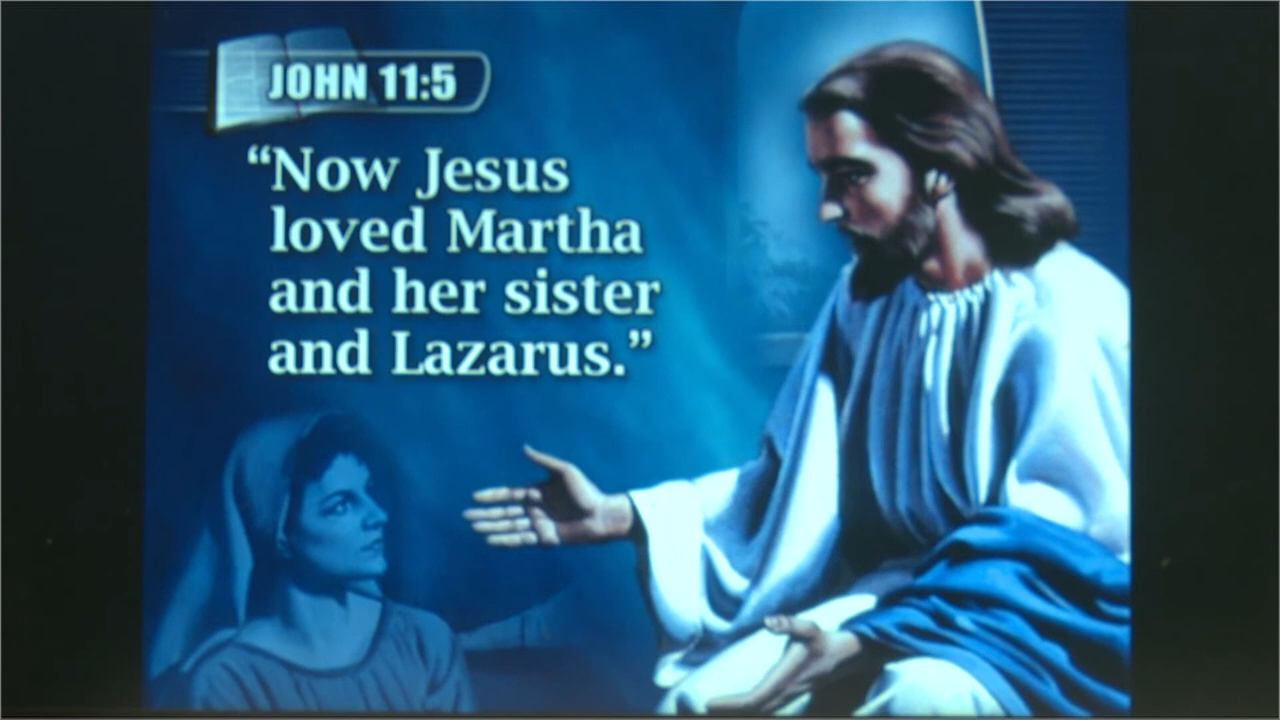 JOHN 11:5
“Now Jesus
loved Martha
and her sister
and Lazarus.”